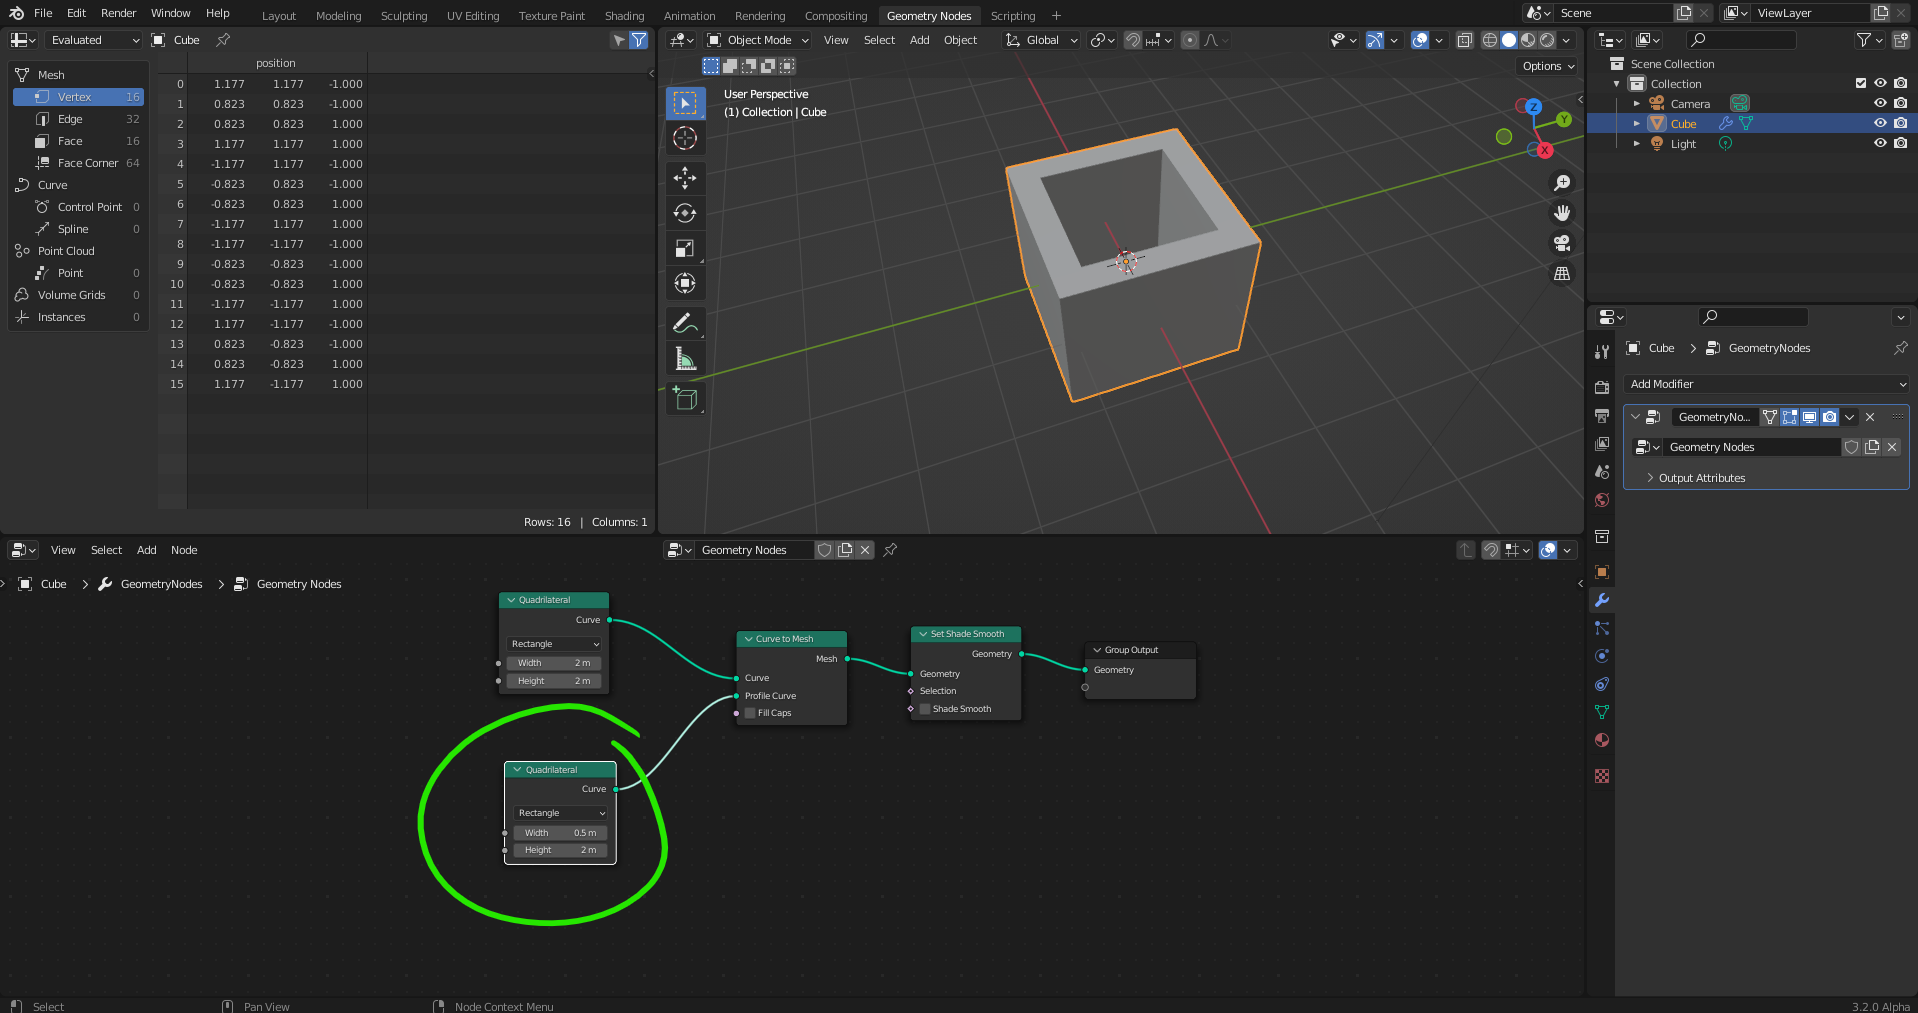 File Edit Render Window Help Layout Modeling Sculpting UV Editing Texture Paint Shading Animation Rendering Compositing Geometry Nodes Scripting + Scene ViewLayer
Evaluated Cube
position
Mesh
Vertex 16
Edge 32
Face 16
Face Corner 64
Curve
Control Point 0
Spline 0
Point Cloud
Point 0
Volume Grids 0
Instances 0
0 1.177 1.177 -1.000
1 0.823 0.823 -1.000
2 0.823 0.823 1.000
3 1.177 1.177 1.000
4 -1.177 1.177 -1.000
5 -0.823 0.823 -1.000
6 -0.823 0.823 1.000
7 -1.177 1.177 1.000
8 -1.177 -1.177 -1.000
9 -0.823 -0.823 -1.000
10 -0.823 -0.823 1.000
11 -1.177 -1.177 1.000
12 1.177 -1.177 -1.000
13 0.823 -0.823 -1.000
14 0.823 -0.823 1.000
15 1.177 -1.177 1.000
Rows: 16 | Columns: 1
Object Mode View Select Add Object Global
Options
User Perspective
(1) Collection | Cube
Z
Y
X
Scene Collection
Collection
Camera
Cube
Light
Cube GeometryNodes
Add Modifier
GeometryNo...
Geometry Nodes
Output Attributes
View Select Add Node Geometry Nodes
Cube GeometryNodes Geometry Nodes
Quadrilateral
Curve
Rectangle
Width 2 m
Height 2 m
Quadrilateral
Curve
Rectangle
Width 0.5 m
Height 2 m
Curve to Mesh
Mesh
Curve
Profile Curve
Fill Caps
Set Shade Smooth
Geometry
Geometry
Selection
Shade Smooth
Group Output
Geometry
Select Pan View Node Context Menu 3.2.0 Alpha